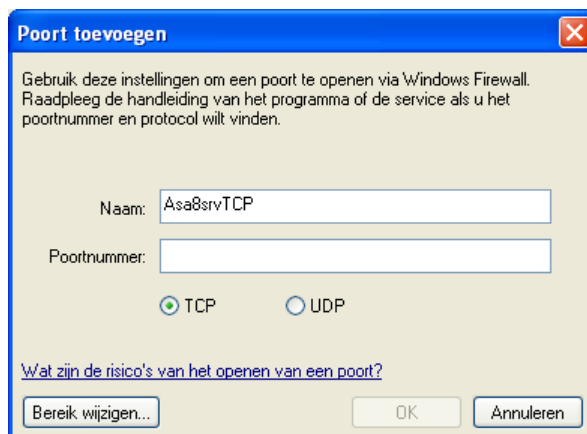 Poort toevoegen
Gebruik deze instellingen om een poort te openen via Windows Firewall.
Raadpleeg de handleiding van het programma of de service als u het
poortnummer en protocol wilt vinden.
Naam: Asa8srvTCP
Poortnummer:
TCP UDP
Wat zijn de risico's van het openen van een poort?
Bereik wijzigen... OK Annuleren